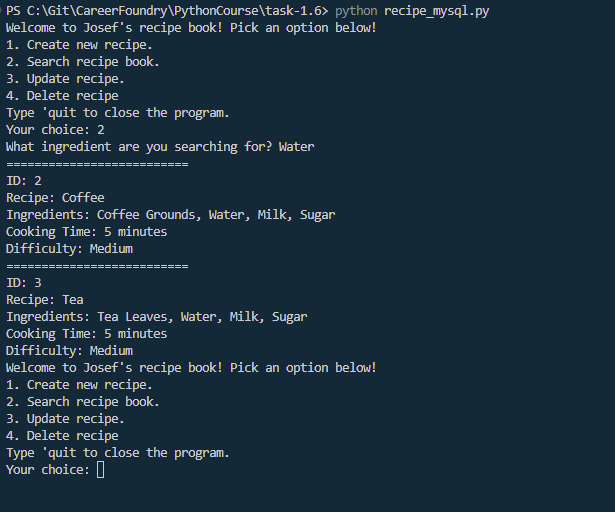 PS C:\Git\CareerFoundry\PythonCourse\task-1.6> python recipe_mysql.py
Welcome to Josef's recipe book! Pick an option below!
1. Create new recipe.
2. Search recipe book.
3. Update recipe.
4. Delete recipe
Type 'quit to close the program.
Your choice: 2
What ingredient are you searching for? Water
==========================
ID: 2
Recipe: Coffee
Ingredients: Coffee Grounds, Water, Milk, Sugar
Cooking Time: 5 minutes
Difficulty: Medium
==========================
ID: 3
Recipe: Tea
Ingredients: Tea Leaves, Water, Milk, Sugar
Cooking Time: 5 minutes
Difficulty: Medium
Welcome to Josef's recipe book! Pick an option below!
1. Create new recipe.
2. Search recipe book.
3. Update recipe.
4. Delete recipe
Type 'quit to close the program.
Your choice: